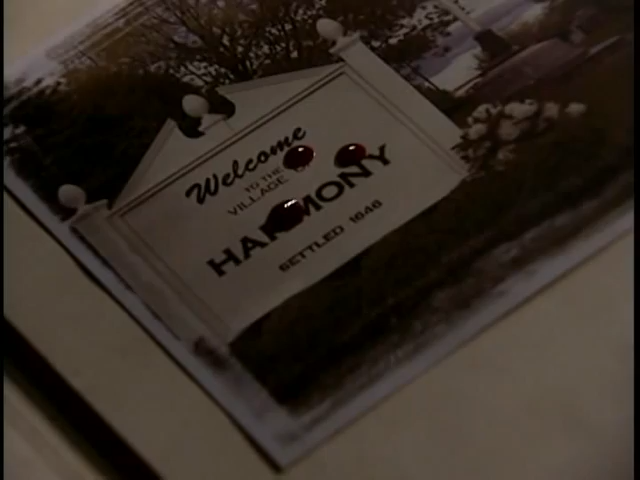 Welcome
TO THE
VILLAGE
HARMONY
SETTLED 1646